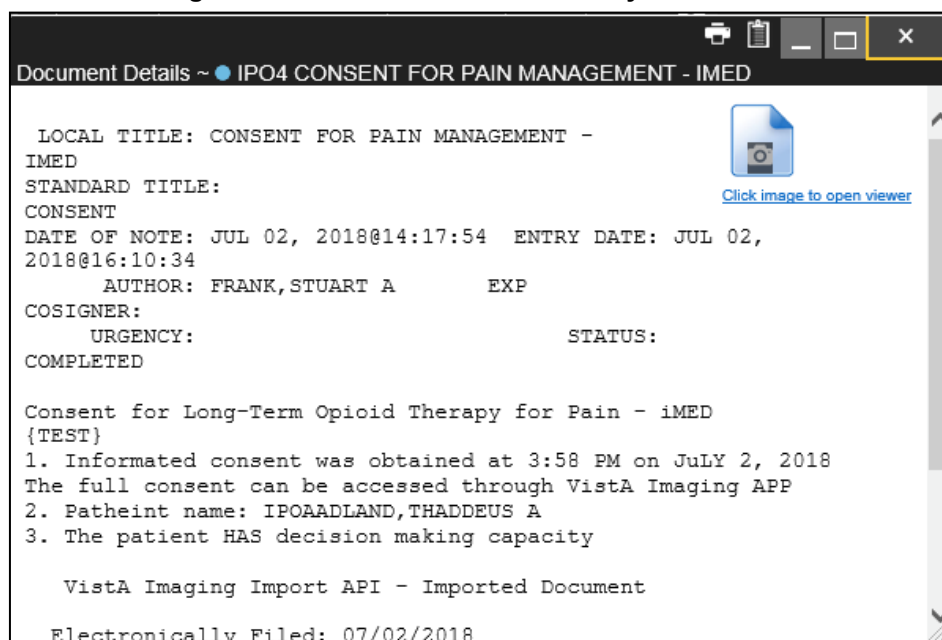 Document Details ~ IPO4 CONSENT FOR PAIN MANAGEMENT - IMED
LOCAL TITLE: CONSENT FOR PAIN MANAGEMENT -
IMED
STANDARD TITLE:
CONSENT
Click image to open viewer
DATE OF NOTE: JUL 02, 2018@14:17:54 ENTRY DATE: JUL 02,
2018@16:10:34
AUTHOR: FRANK,STUART A EXP
COSIGNER:
URGENCY: STATUS:
COMPLETED
Consent for Long-Term Opioid Therapy for Pain - iMED
{TEST}
1. Informated consent was obtained at 3:58 PM on JuLY 2, 2018
The full consent can be accessed through VistA Imaging APP
2. Patheint name: IPOAADLAND,THADDEUS A
3. The patient HAS decision making capacity
VistA Imaging Import API - Imported Document
Electronically Filed: 07/02/2018